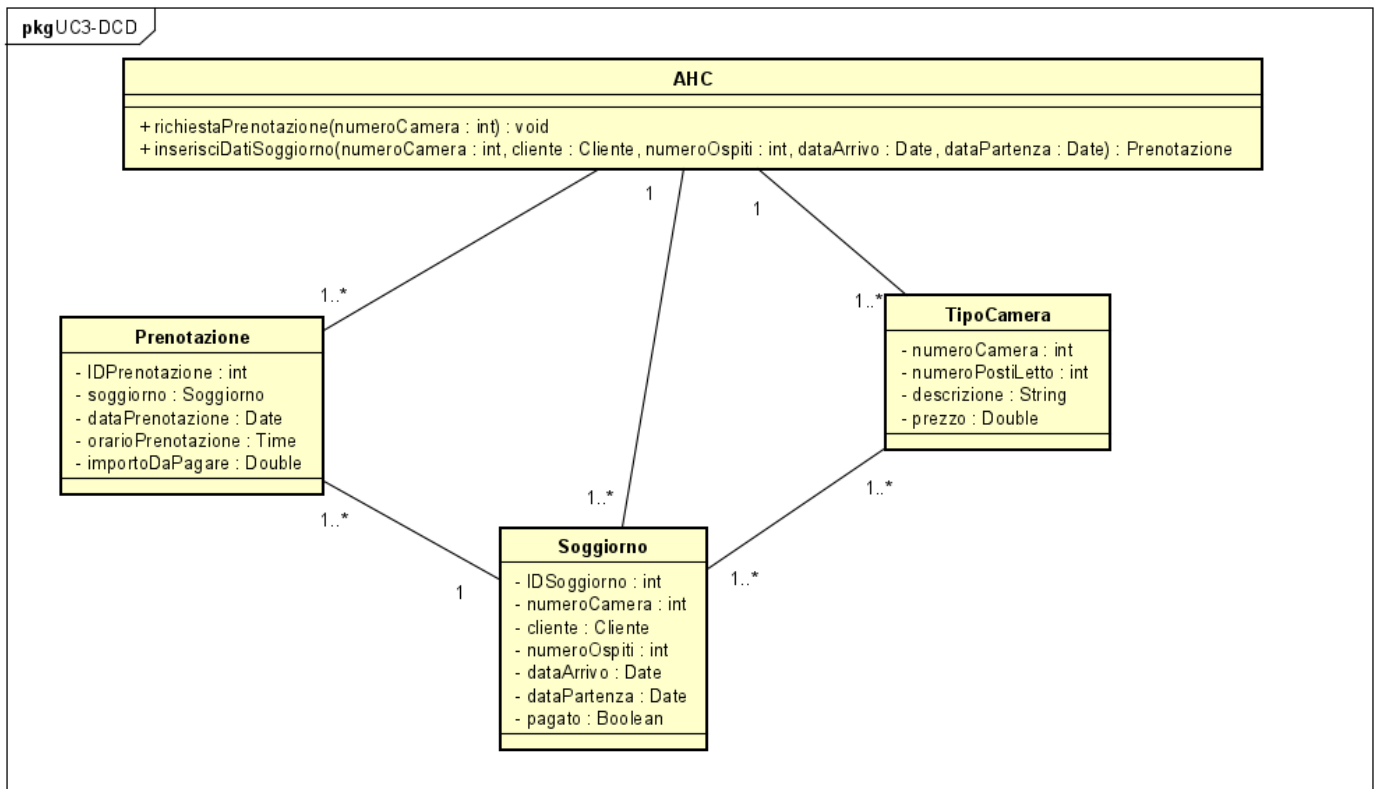 pkg UC3-DCD
AHC
+ richiestaPrenotazione(numeroCamera : int) : void
+ inserisciDatiSoggiorno(numeroCamera : int, cliente : Cliente, numeroOspiti : int, dataArrivo : Date, dataPartenza : Date) : Prenotazione
1
1
1..*
1..*
Prenotazione
- IDPrenotazione : int
- soggiorno : Soggiorno
- dataPrenotazione : Date
- orarioPrenotazione : Time
- importoDaPagare : Double
TipoCamera
- numeroCamera : int
- numeroPostiLetto : int
- descrizione : String
- prezzo : Double
1..*
1..*
1..*
1
1..*
Soggiorno
- IDSoggiorno : int
- numeroCamera : int
- cliente : Cliente
- numeroOspiti : int
- dataArrivo : Date
- dataPartenza : Date
- pagato : Boolean